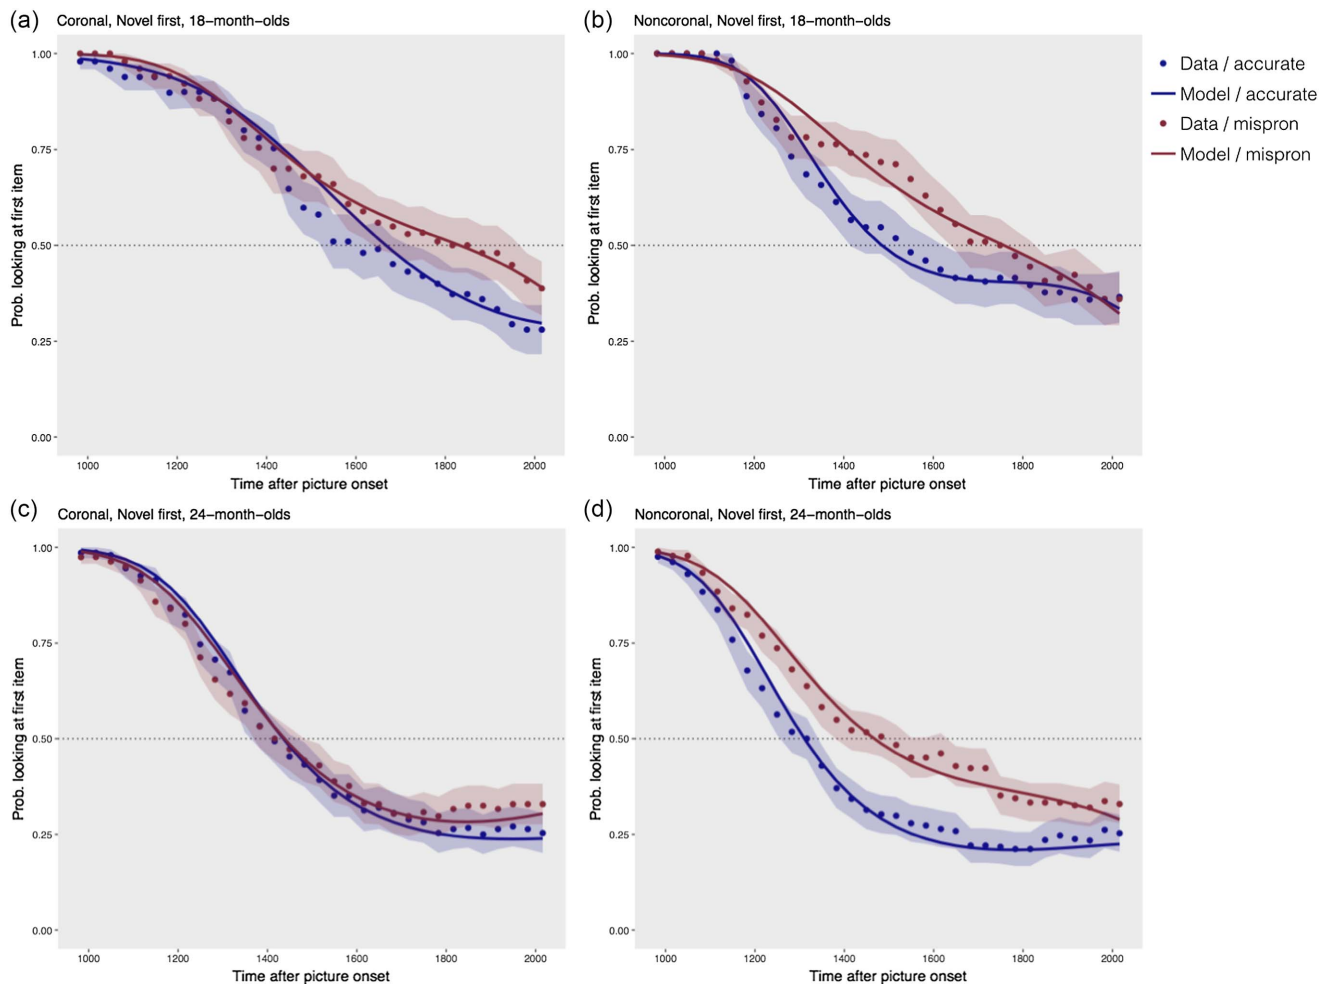 (a) Coronal, Novel first, 18−month−olds
Prob. looking at first item
1.00
0.75
0.50
0.25
0.00
1000 1200 1400 1600 1800 2000
Time after picture onset
(b) Noncoronal, Novel first, 18−month−olds
Prob. looking at first item
1.00
0.75
0.50
0.25
0.00
1000 1200 1400 1600 1800 2000
Time after picture onset
Data / accurate
Model / accurate
Data / mispron
Model / mispron
(c) Coronal, Novel first, 24−month−olds
Prob. looking at first item
1.00
0.75
0.50
0.25
0.00
1000 1200 1400 1600 1800 2000
Time after picture onset
(d) Noncoronal, Novel first, 24−month−olds
Prob. looking at first item
1.00
0.75
0.50
0.25
0.00
1000 1200 1400 1600 1800 2000
Time after picture onset